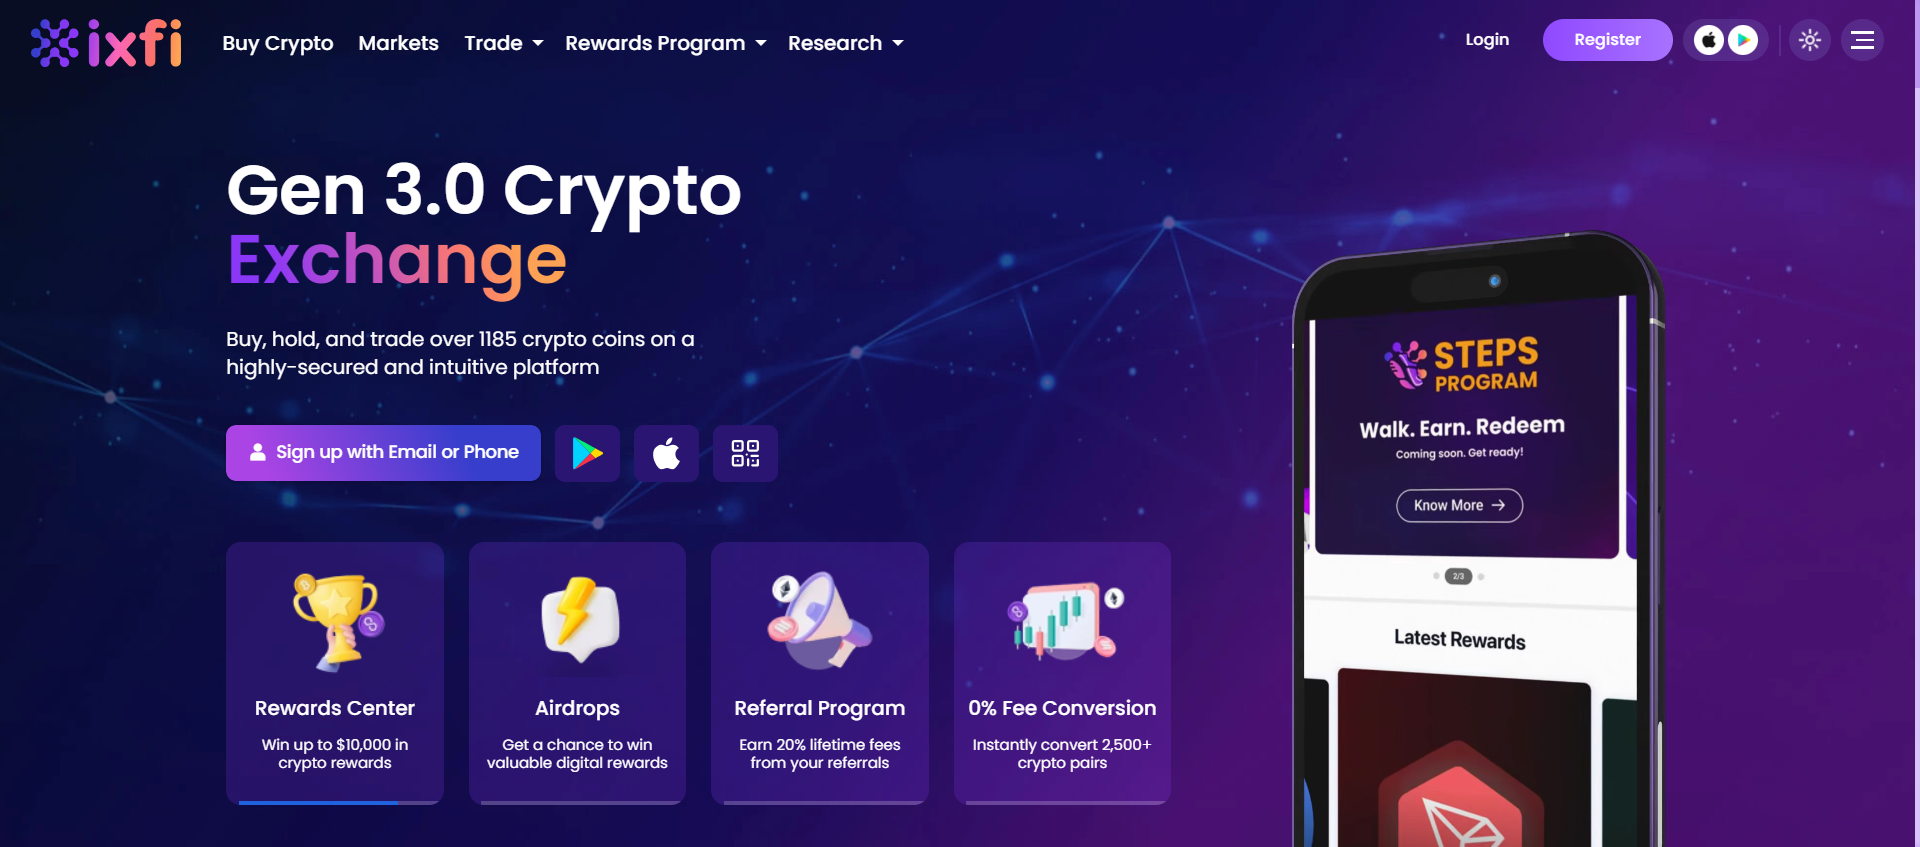 ixfi
Buy Crypto
Markets
Trade
Rewards Program
Research
Login
Register
Gen 3.0 Crypto
Exchange
Buy, hold, and trade over 1185 crypto coins on a
highly-secured and intuitive platform
Sign up with Email or Phone
Rewards Center
Win up to $10,000 in
crypto rewards
Airdrops
Get a chance to win
valuable digital rewards
Referral Program
Earn 20% lifetime fees
from your referrals
0% Fee Conversion
Instantly convert 2,500+
crypto pairs
STEPS
PROGRAM
Walk. Earn. Redeem
Coming soon. Get ready!
Know More
2/3
Latest Rewards